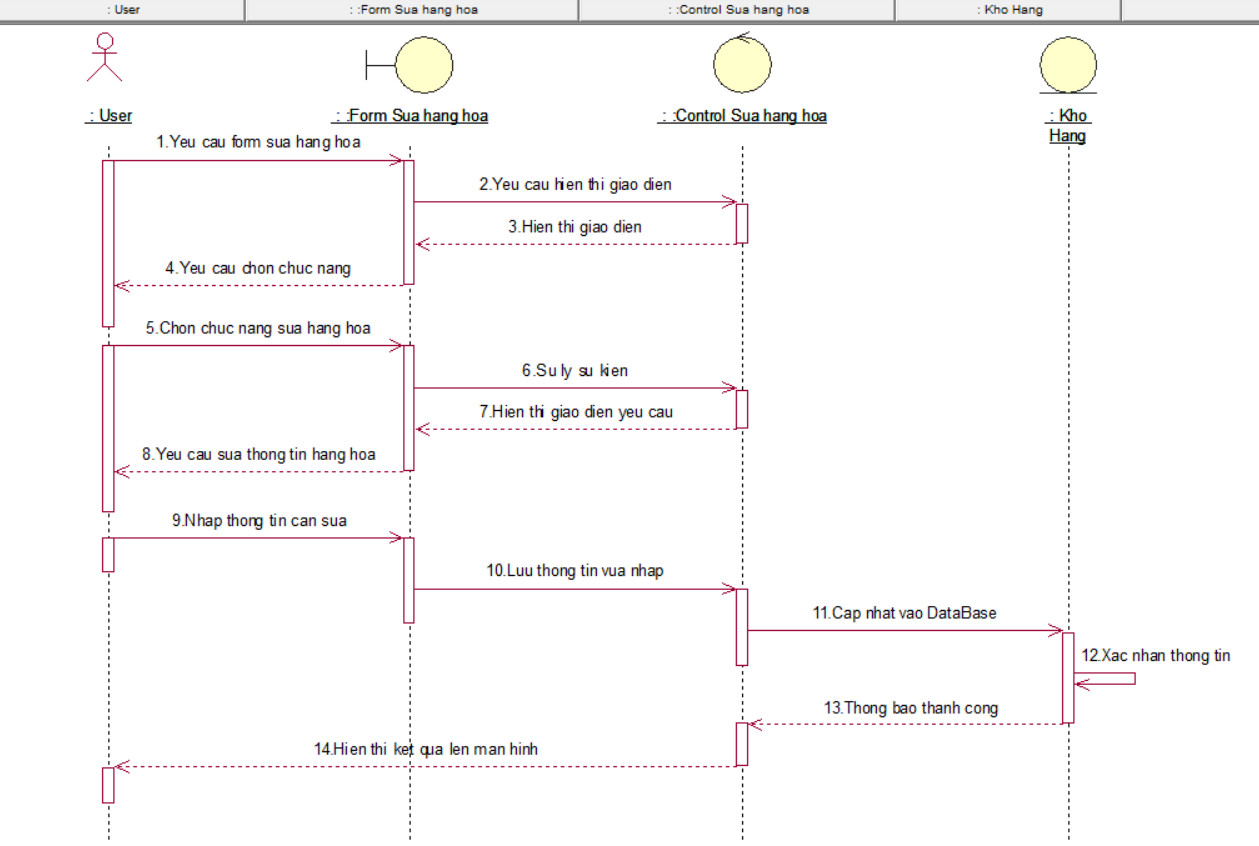 : User
: :Form Sua hang hoa
: :Control Sua hang hoa
: Kho Hang
: User
: :Form Sua hang hoa
: :Control Sua hang hoa
: Kho
Hang
1.Yeu cau form sua hang hoa
2.Yeu cau hien thi giao dien
3.Hien thi giao dien
4.Yeu cau chon chuc nang
5.Chon chuc nang sua hang hoa
6.Su ly su kien
7.Hien thi giao dien yeu cau
8.Yeu cau sua thong tin hang hoa
9.Nhap thong tin can sua
10.Luu thong tin vua nhap
11.Cap nhat vao DataBase
12.Xac nhan thong tin
13.Thong bao thanh cong
14.Hien thi ket qua len man hinh